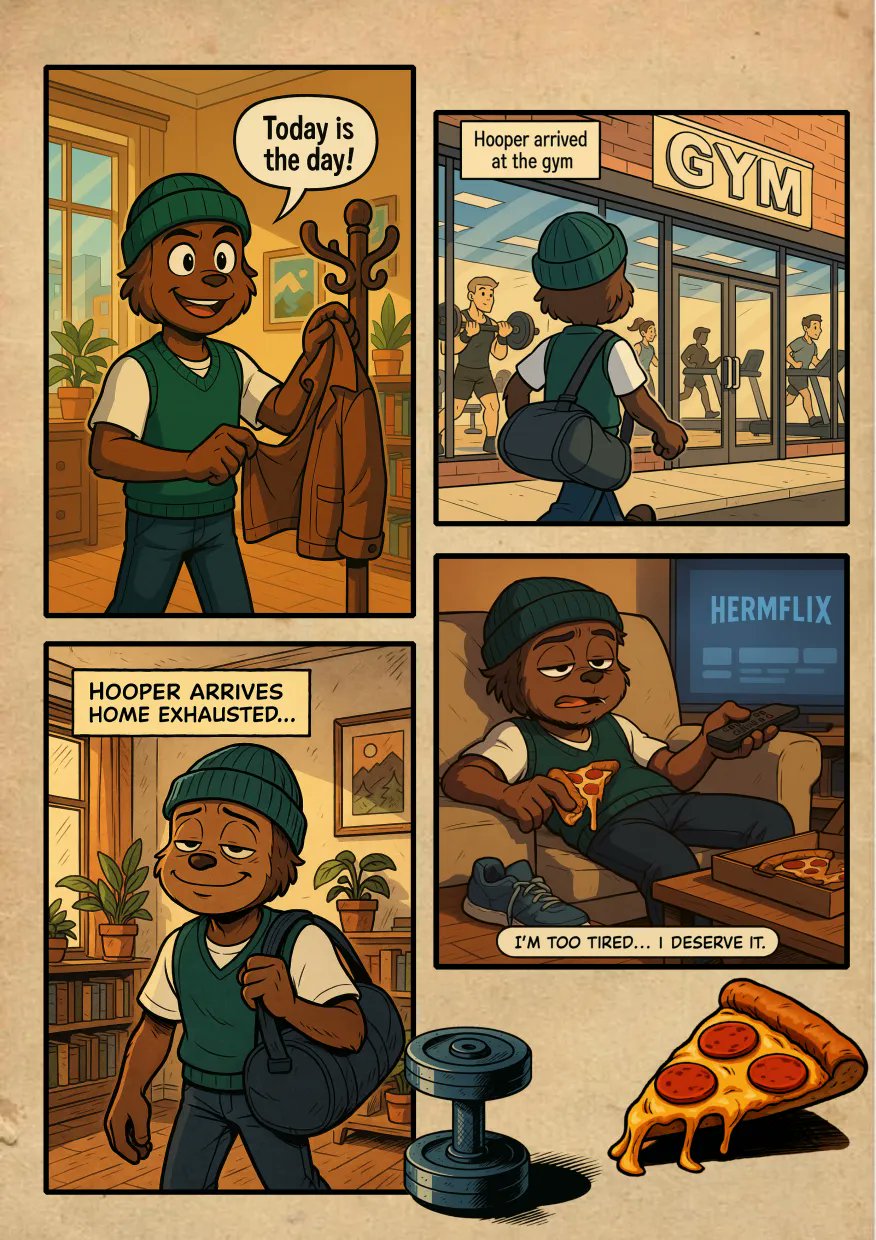 Today is
the day!
Hooper arrived
at the gym
GYM
HOOPER ARRIVES
HOME EXHAUSTED...
HERMFLIX
I'M TOO TIRED... I DESERVE IT.